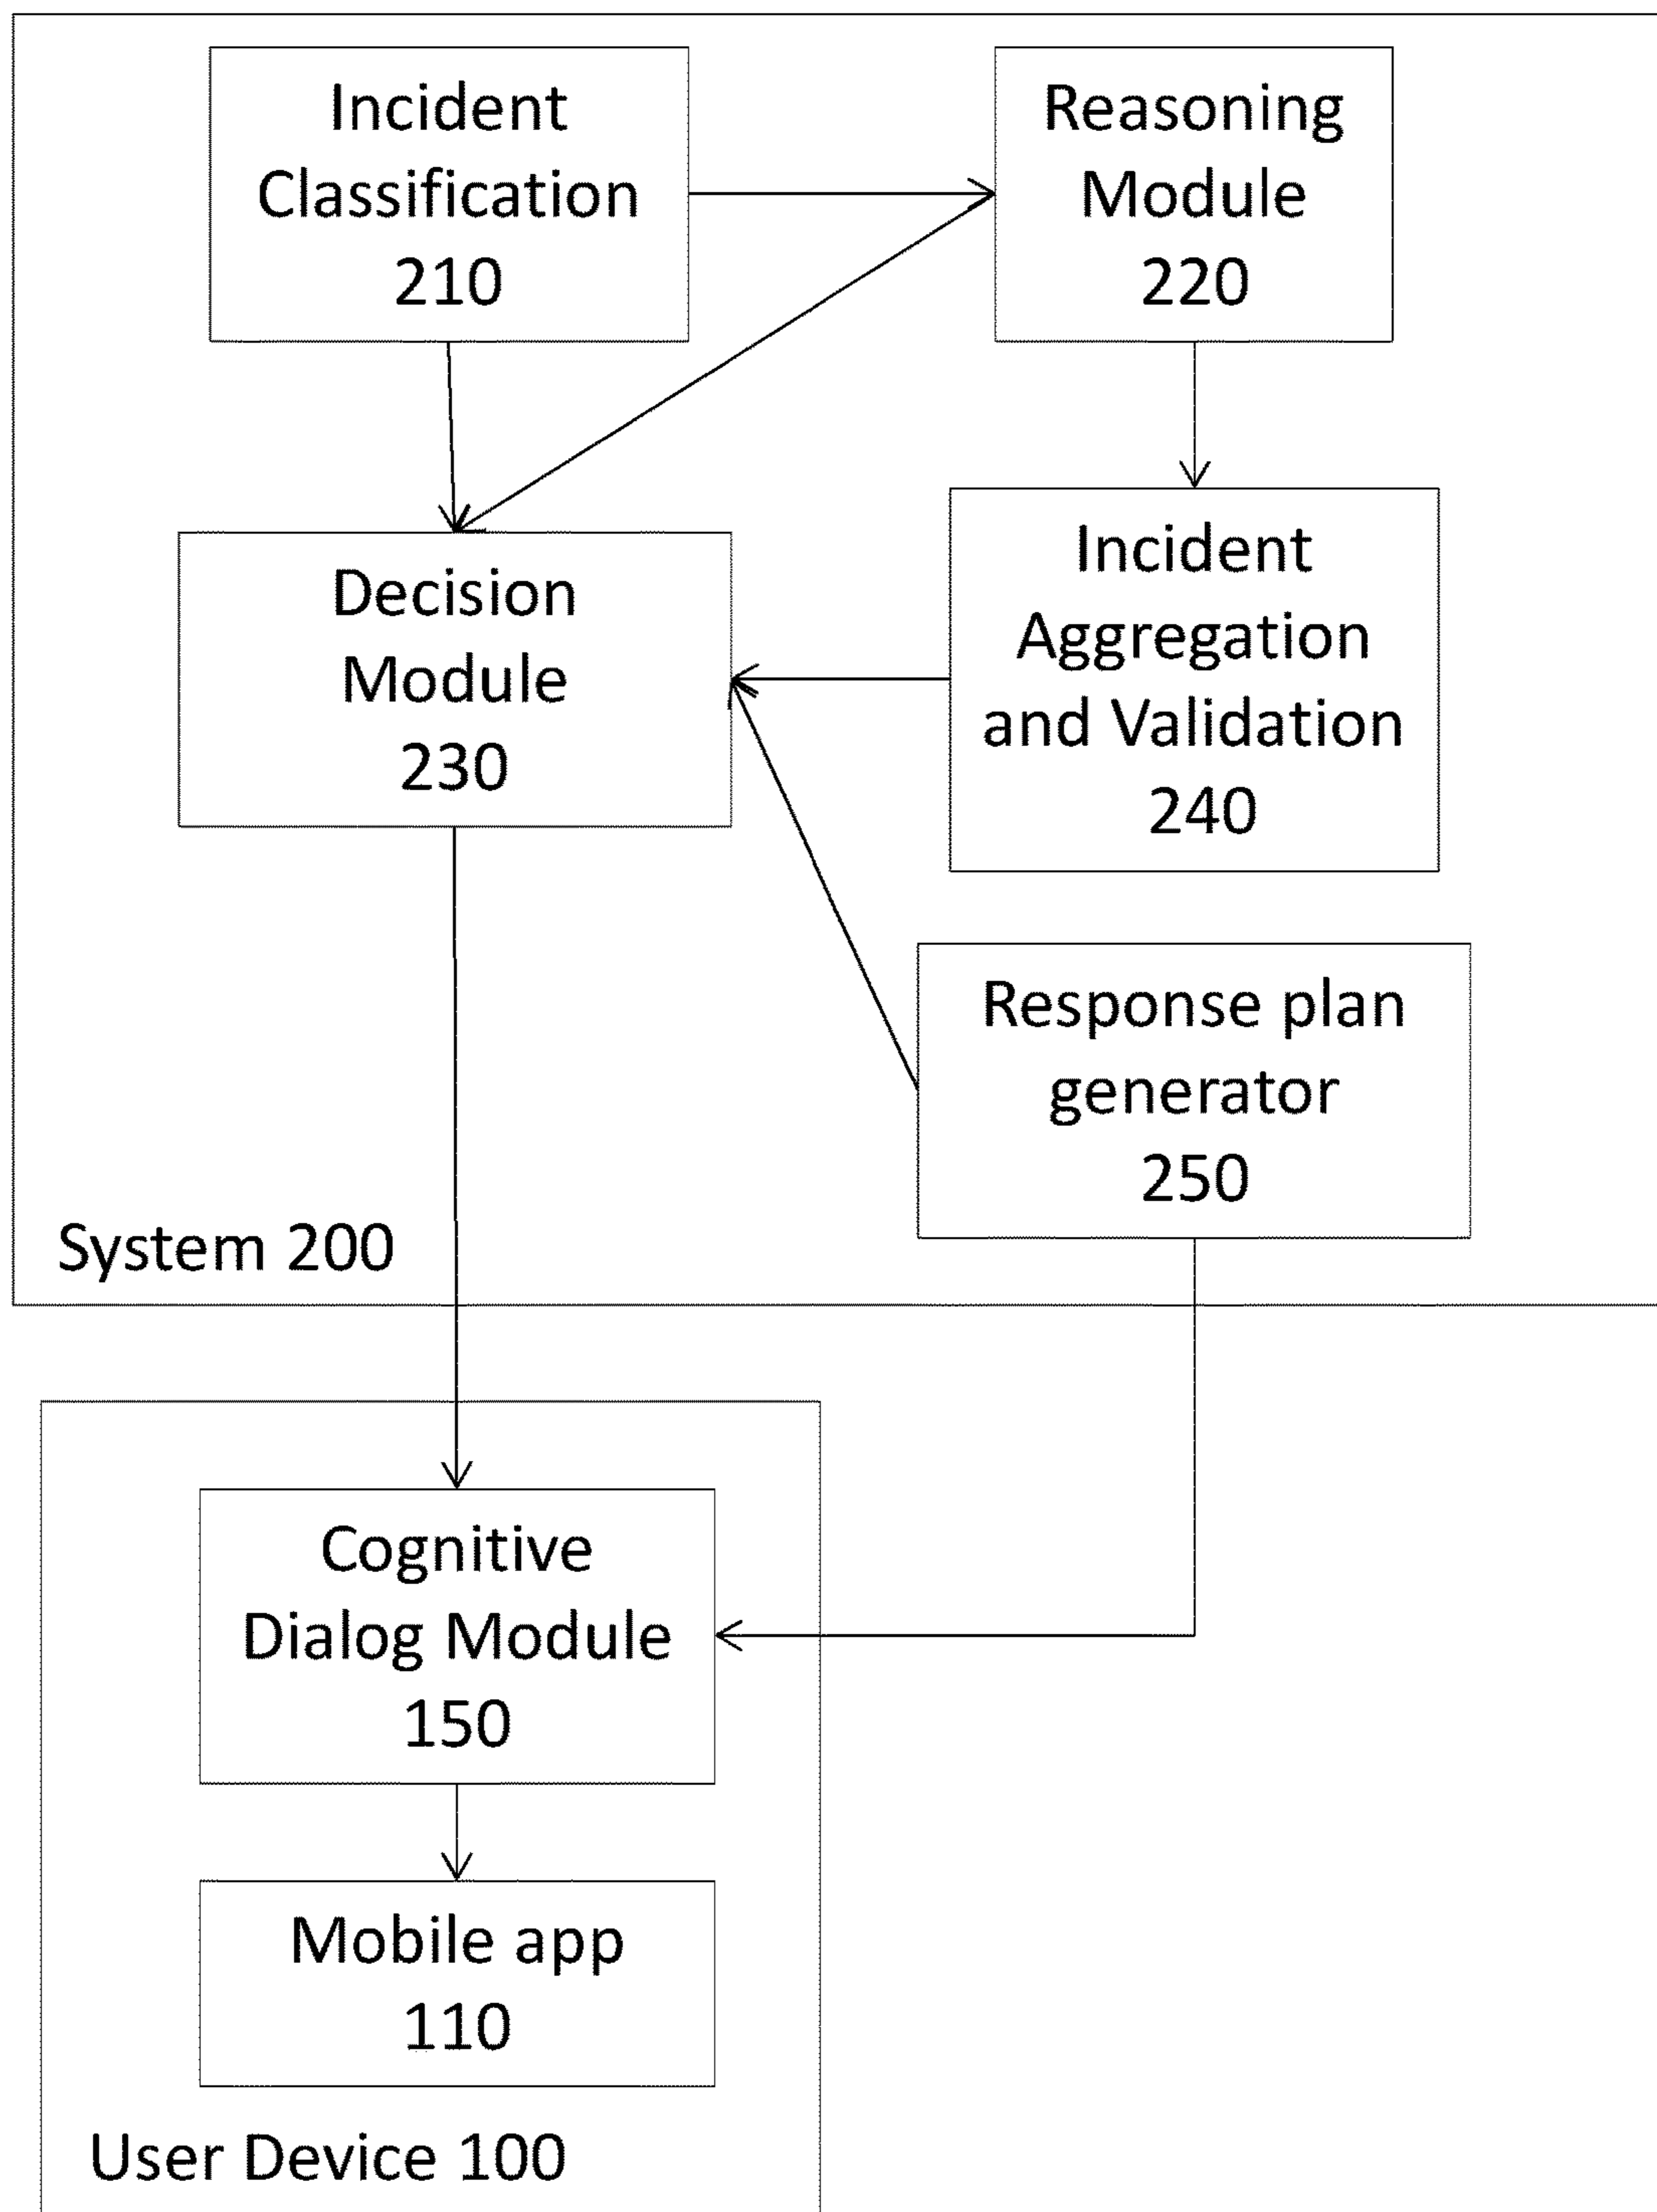 Incident
Classification
210
Reasoning
Module
220
Decision
Module
230
Incident
Aggregation
and Validation
240
Response plan
generator
250
System 200
Cognitive
Dialog Module
150
Mobile app
110
User Device 100